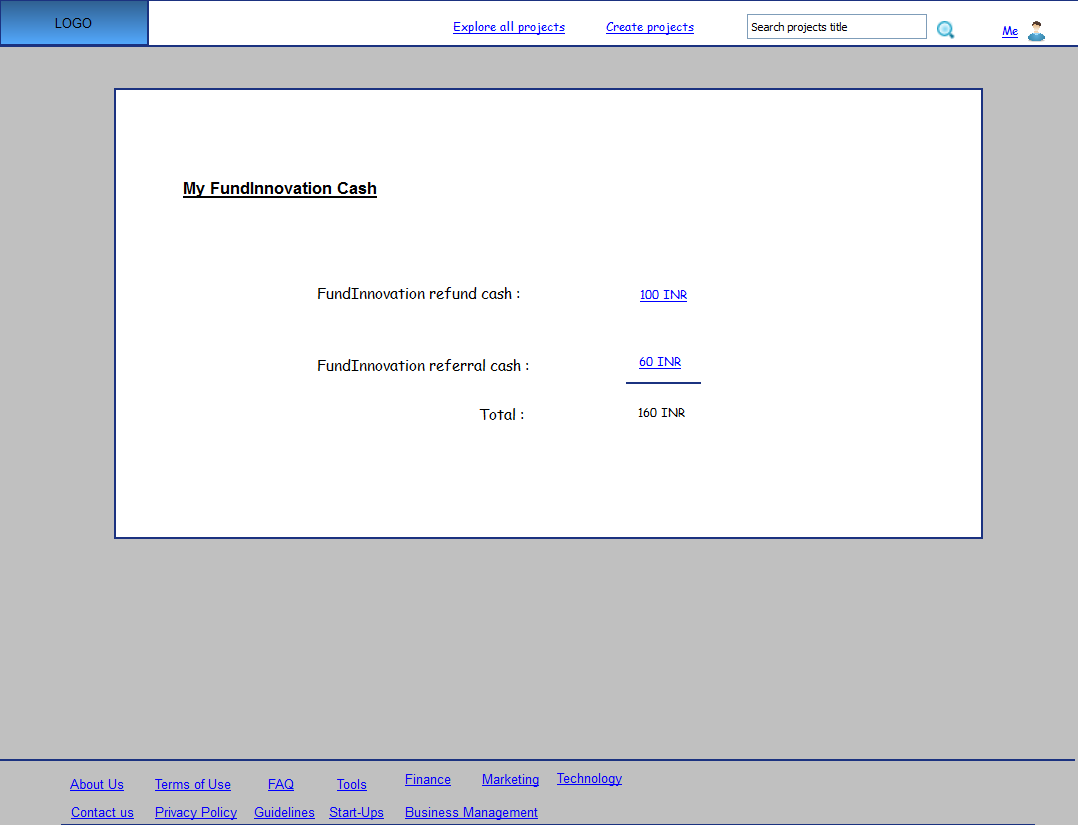 LOGO
Explore all projects Create projects Search projects title Me
My FundInnovation Cash
FundInnovation refund cash : 100 INR
FundInnovation referral cash : 60 INR
Total : 160 INR
About Us Terms of Use FAQ Tools Finance Marketing Technology
Contact us Privacy Policy Guidelines Start-Ups Business Management